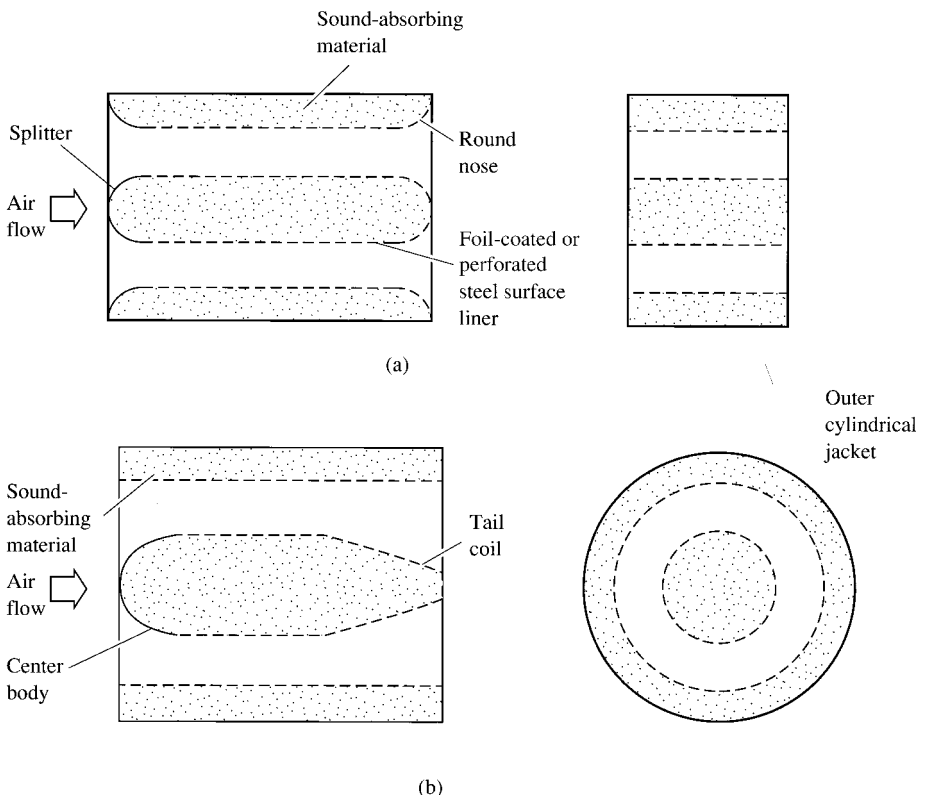 Sound-absorbing
material
Splitter
Round
nose
Air
flow
Foil-coated or
perforated
steel surface
liner
(a)
Outer
cylindrical
jacket
Sound-
absorbing
material
Tail
coil
Air
flow
Center
body
(b)